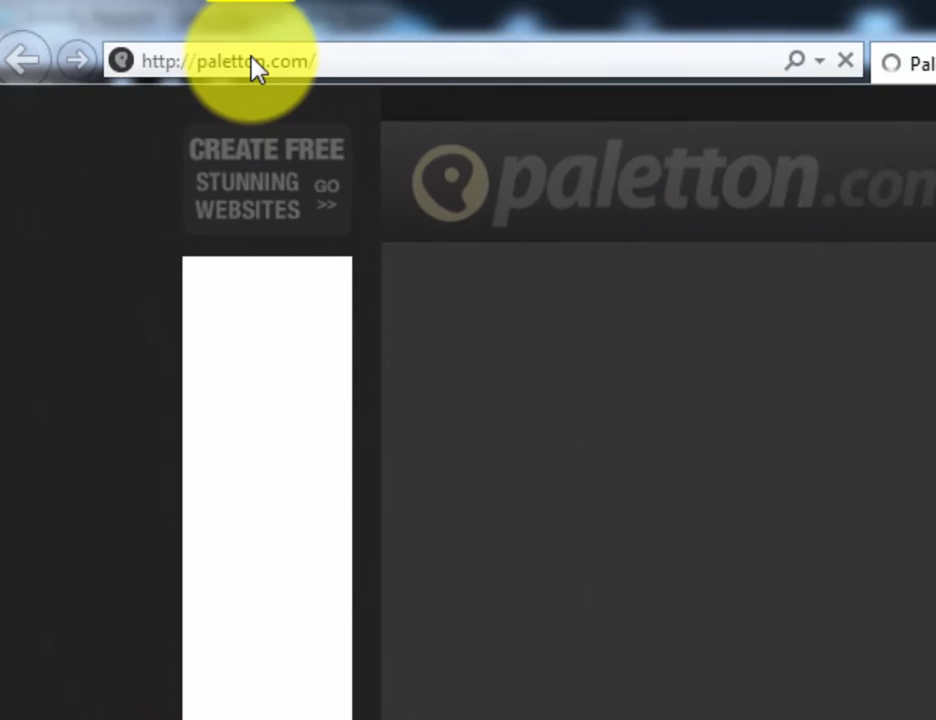 http://paletton.com/
Pal
CREATE FREE
STUNNING
WEBSITES
GO
>>
paletton.com